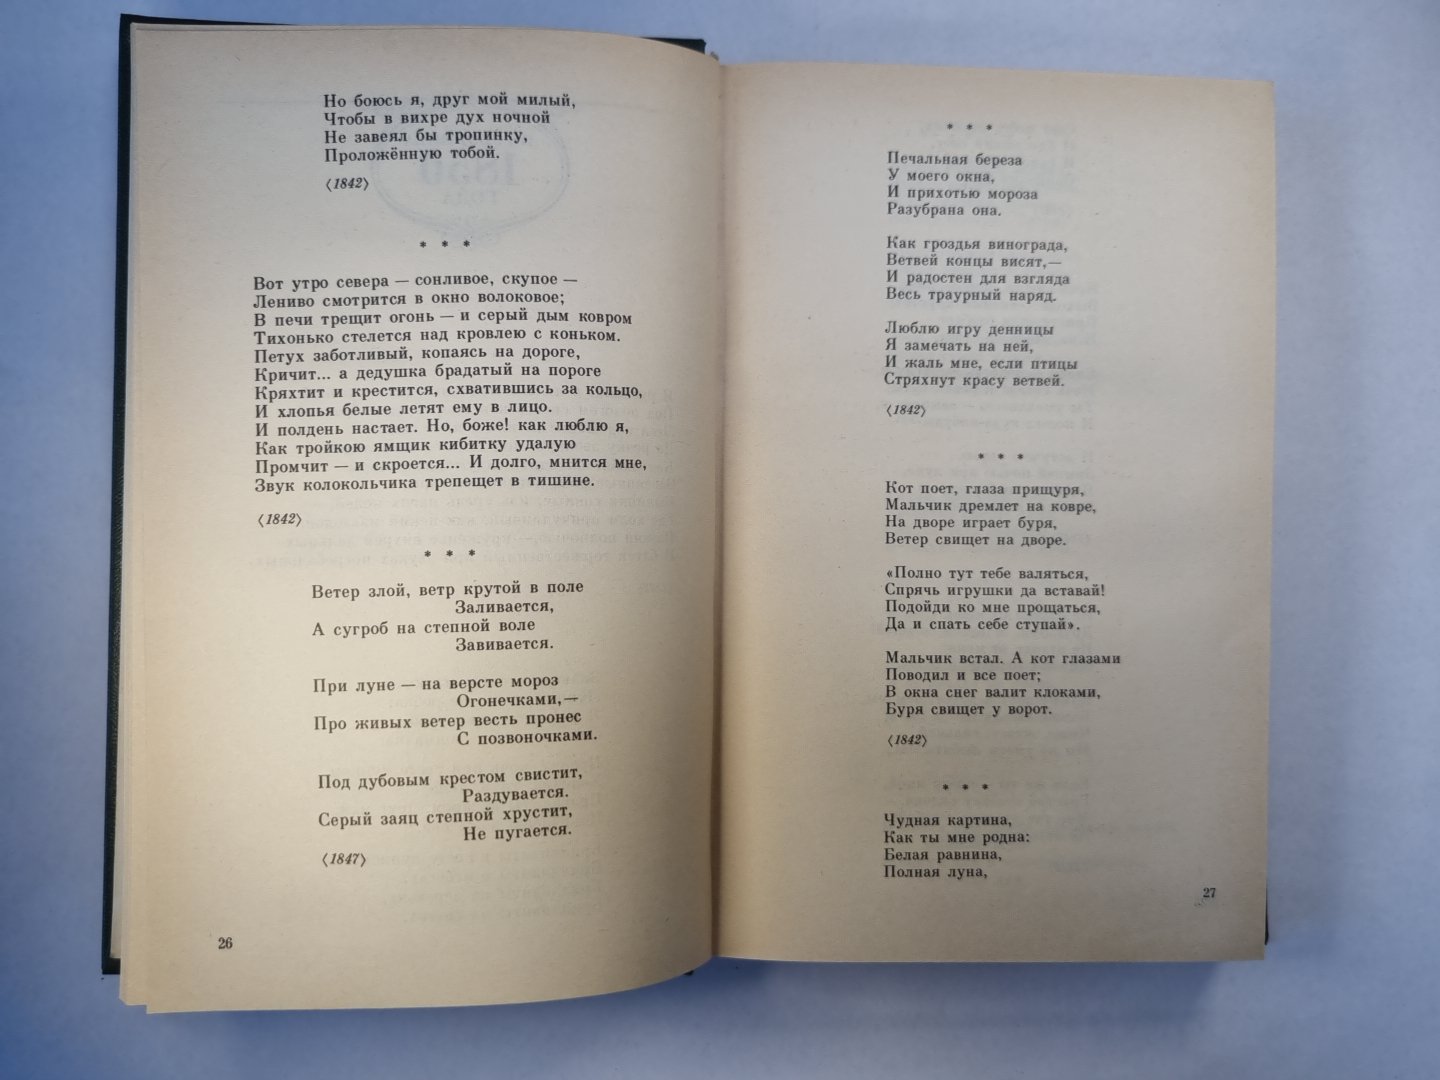 Но боюсь я, друг мой милый,
Чтобы в вихре дух ночной
Не завеял бы тропинку,
Проложённую тобой.
⟨1842⟩
* * *
Вот утро севера — сонливое, скупое —
Лениво смотрится в окно волоковое;
В печи трещит огонь — и серый дым ковром
Тихонько стелется над кровлею с коньком.
Петух заботливый, копаясь на дороге,
Кричит... а дедушка брадатый на пороге
Кряхтит и крестится, схватившись за кольцо,
И хлопья белые летят ему в лицо.
И полдень настает. Но, боже! как люблю я,
Как тройкою ямщик кибитку удалую
Промчит — и скроется... И долго, мнится мне,
Звук колокольчика трепещет в тишине.
⟨1842⟩
* * *
Ветер злой, ветр крутой в поле
Заливается,
А сугроб на степной воле
Завивается.
При луне — на версте мороз
Огонечками,—
Про живых ветер весть пронес
С позвоночками.
Под дубовым крестом свистит,
Раздувается.
Серый заяц степной хрустит,
Не пугается.
⟨1847⟩
26
* * *
Печальная береза
У моего окна,
И прихотью мороза
Разубрана она.
Как гроздья винограда,
Ветвей концы висят,—
И радостен для взгляда
Весь траурный наряд.
Люблю игру денницы
Я замечать на ней,
И жаль мне, если птицы
Стряхнут красу ветвей.
⟨1842⟩
* * *
Кот поет, глаза прищуря,
Мальчик дремлет на ковре,
На дворе играет буря,
Ветер свищет на дворе.
«Полно тут тебе валяться,
Спрячь игрушки да вставай!
Подойди ко мне прощаться,
Да и спать себе ступай».
Мальчик встал. А кот глазами
Поводил и все поет;
В окна снег валит клоками,
Буря свищет у ворот.
⟨1842⟩
* * *
Чудная картина,
Как ты мне родна:
Белая равнина,
Полная луна,
27